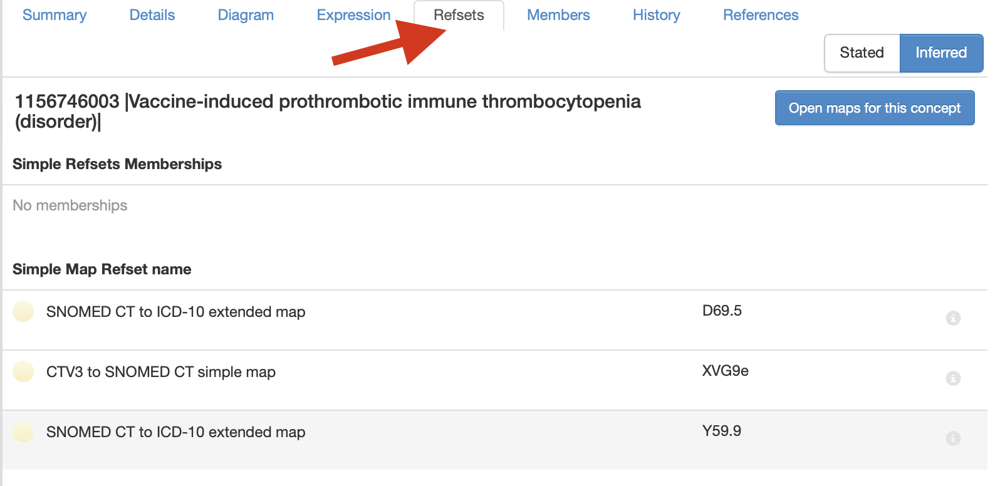 Summary Details Diagram Expression Refsets Members History References
Stated Inferred
1156746003 |Vaccine-induced prothrombotic immune thrombocytopenia
(disorder)|
Open maps for this concept
Simple Refsets Memberships
No memberships
Simple Map Refset name
SNOMED CT to ICD-10 extended map D69.5
CTV3 to SNOMED CT simple map XVG9e
SNOMED CT to ICD-10 extended map Y59.9